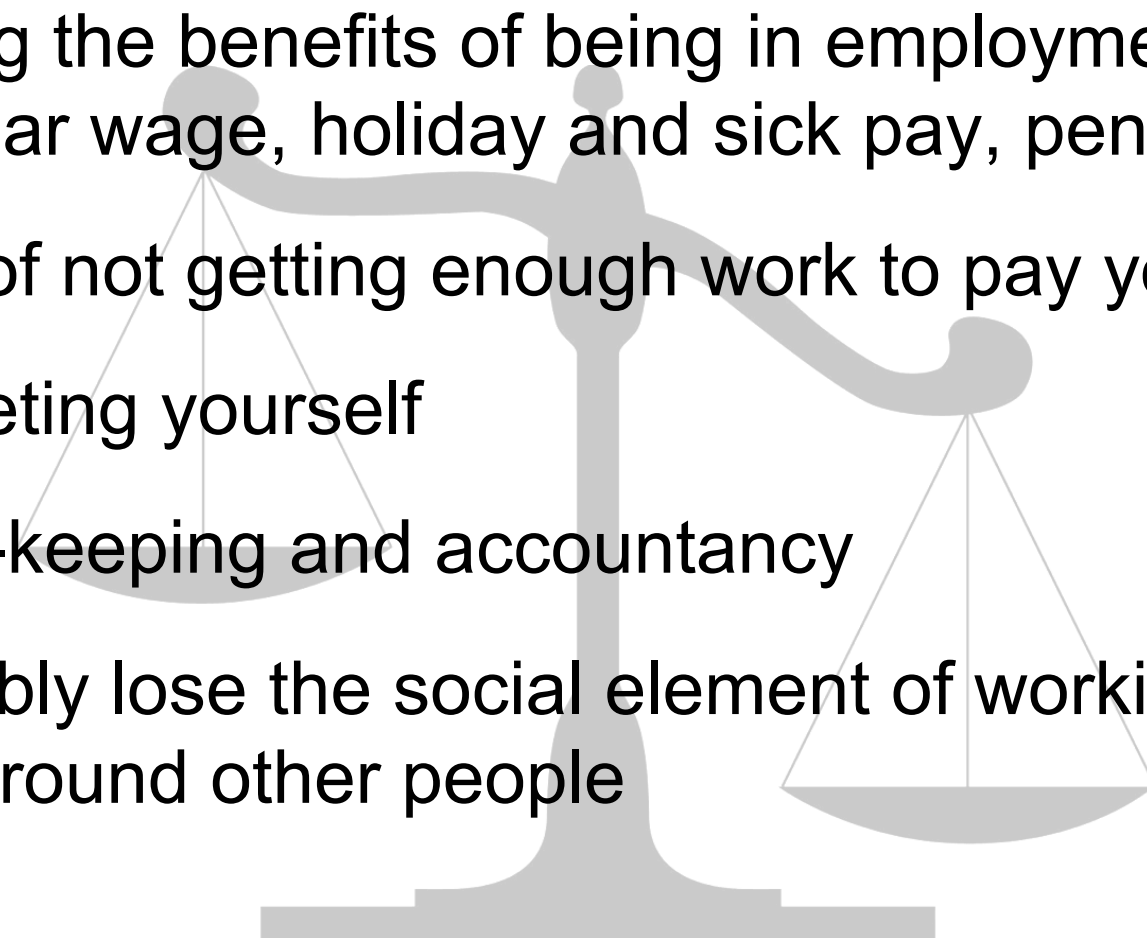 g the benefits of being in employme
ar wage, holiday and sick pay, pen
of not getting enough work to pay yo
eting yourself
-keeping and accountancy
bly lose the social element of worki
round other people